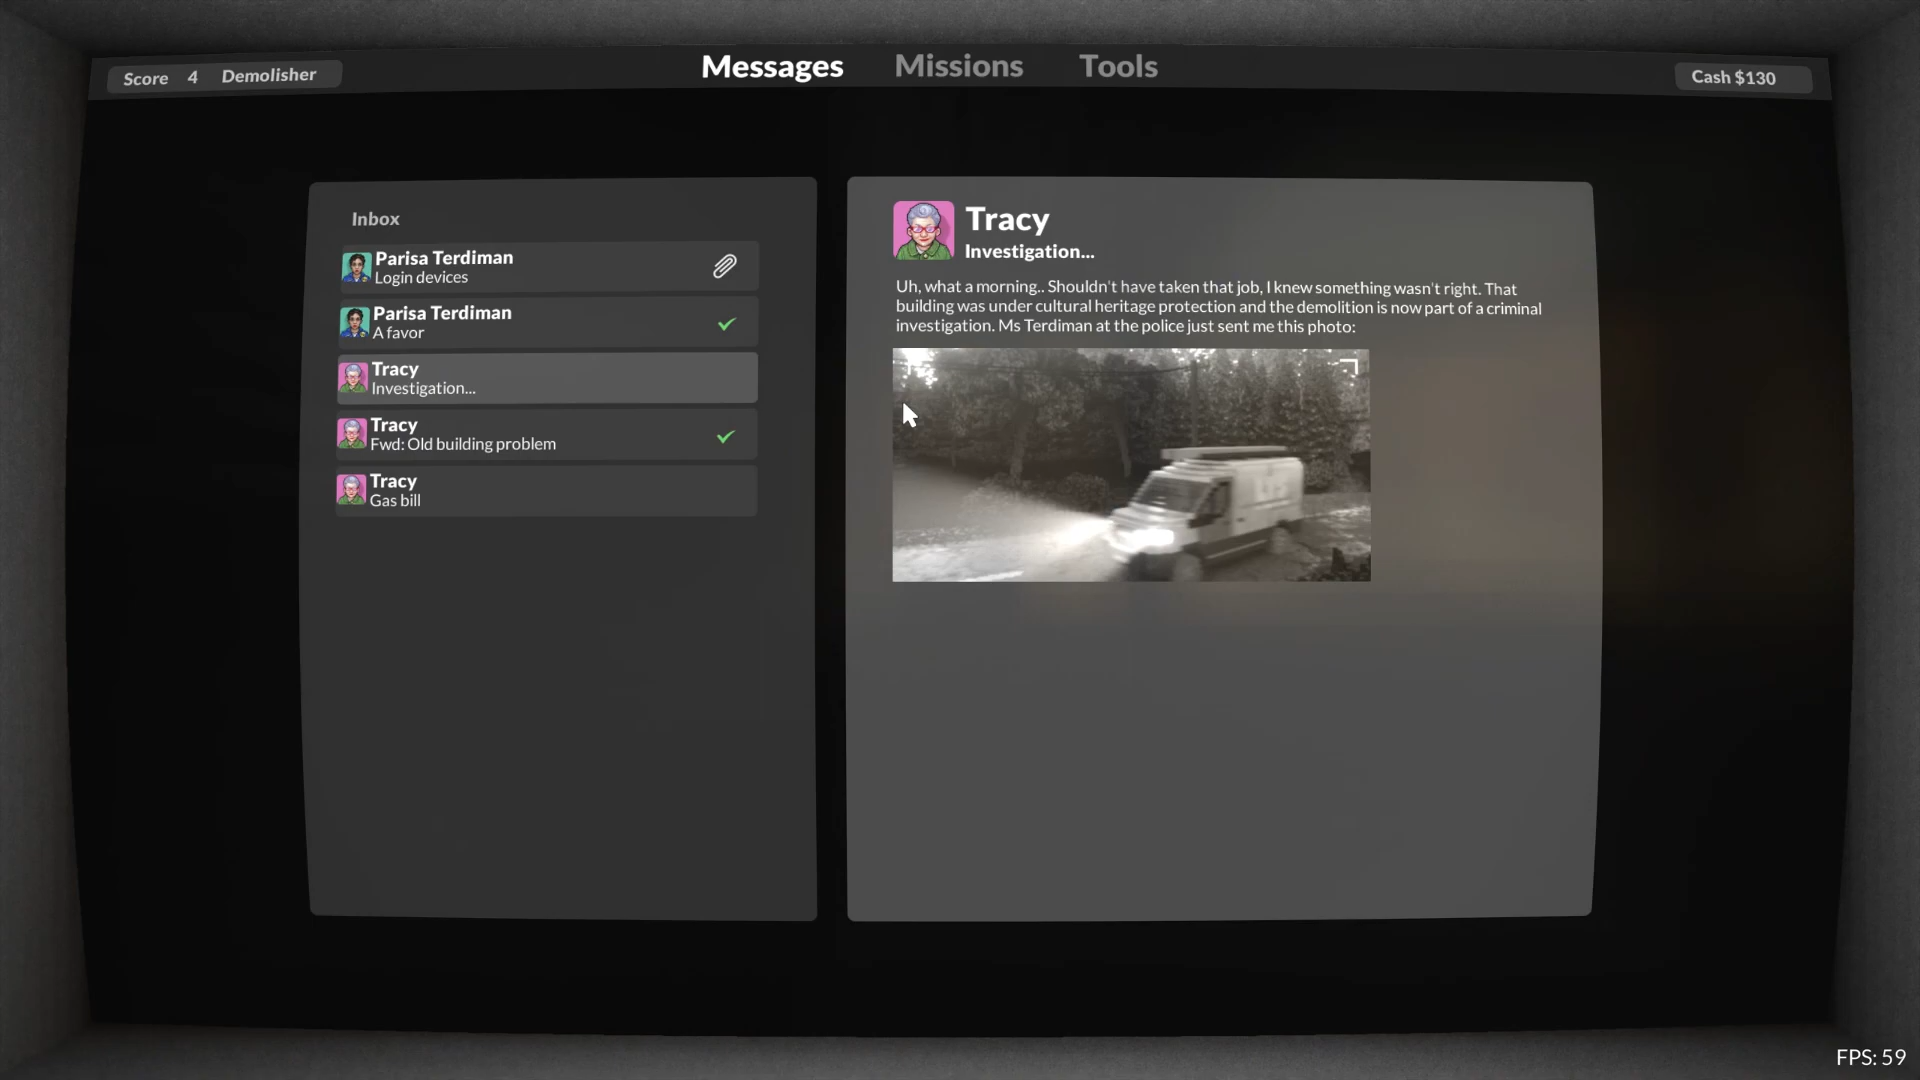 Score 4 Demolisher
Messages Missions Tools
Cash $130
Inbox
Parisa Terdiman
Login devices
Parisa Terdiman
A favor
Tracy
Investigation...
Tracy
Fwd: Old building problem
Tracy
Gas bill
Tracy
Investigation...
Uh, what a morning.. Shouldn't have taken that job, I knew something wasn't right. That
building was under cultural heritage protection and the demolition is now part of a criminal
investigation. Ms Terdiman at the police just sent me this photo:
FPS: 59